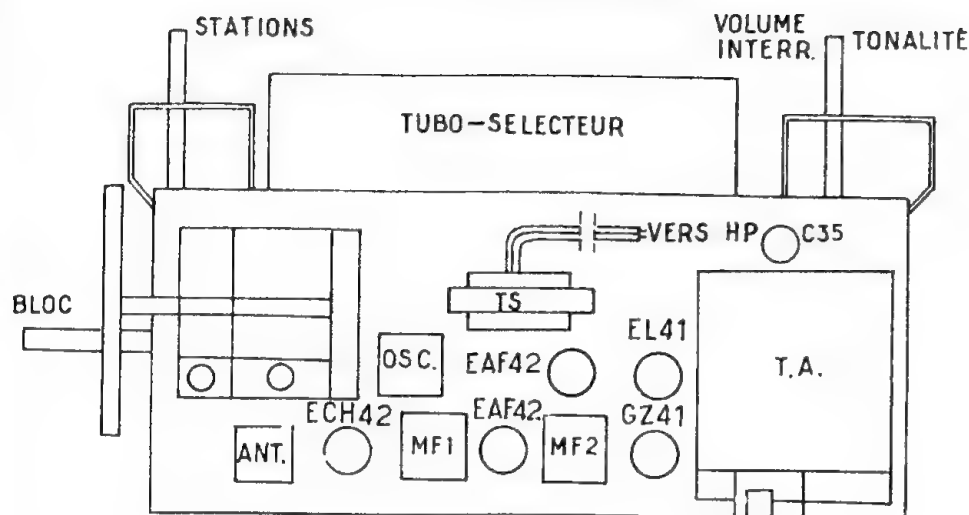 STATIONS
VOLUME
INTERR.
TONALITÉ
TUBO-SELECTEUR
VERS HP
C35
BLOC
TS
OSC.
EAF42
EL41
T.A.
ECH42
EAF42
GZ41
ANT.
MF1
MF2